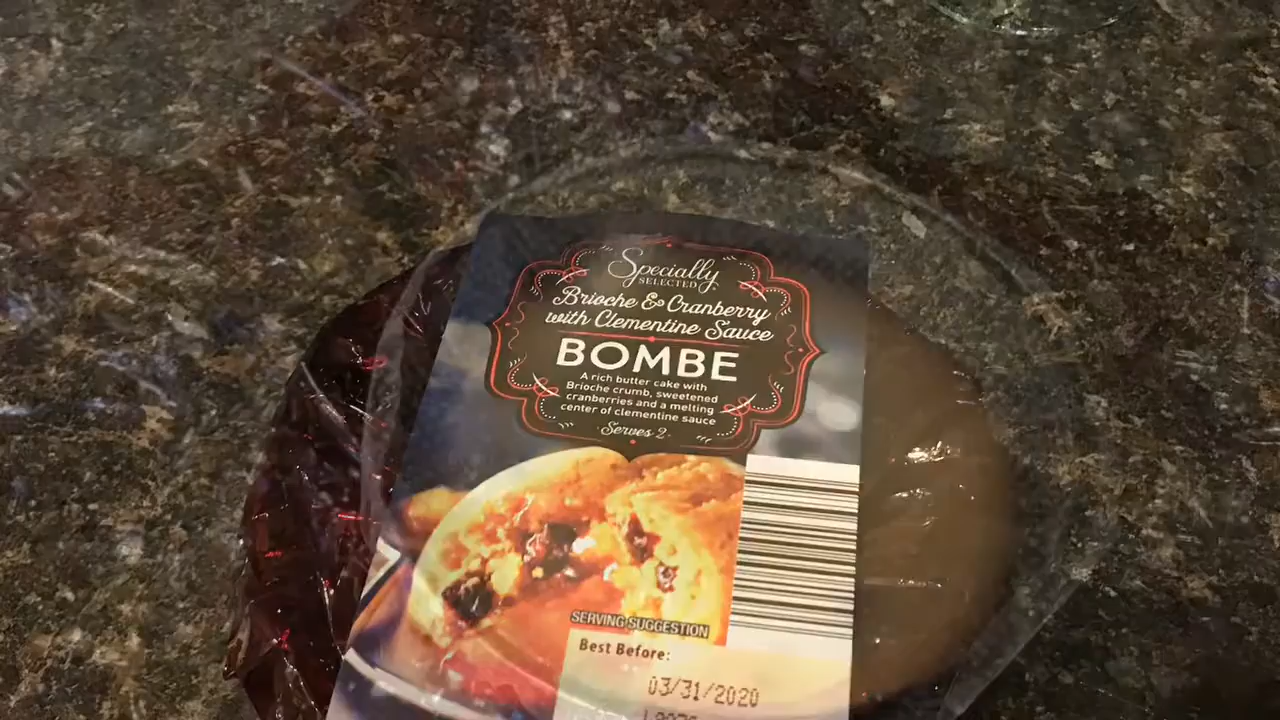 Specially
SELECTED
Brioche & Cranberry
with Clementine Sauce
BOMBE
A rich butter cake with
Brioche crumb, sweetened
cranberries and a melting
center of clementine sauce
Serves 2
SERVING SUGGESTION
Best Before:
03/31/2020